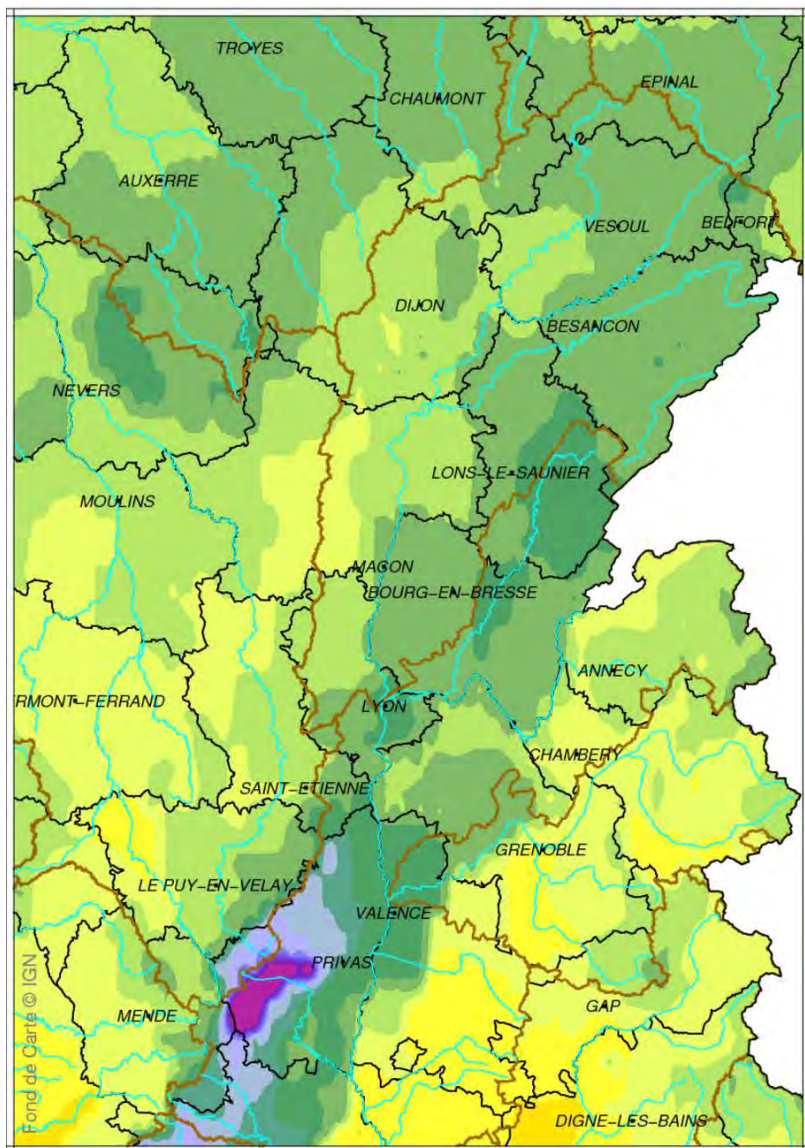 TROYES
CHAUMONT
EPINAL
AUXERRE
VESOUL
BELFORT
DIJON
BESANCON
NEVERS
LONS-LE-SAUNIER
MOULINS
MACON
BOURG-EN-BRESSE
ANNECY
RMONT-FERRAND
LYON
CHAMBERY
SAINT-ETIENNE
GRENOBLE
LE PUY-EN-VELAY
VALENCE
PRIVAS
MENDE
GAP
DIGNE-LES-BAINS
Fond de Carte © IGN